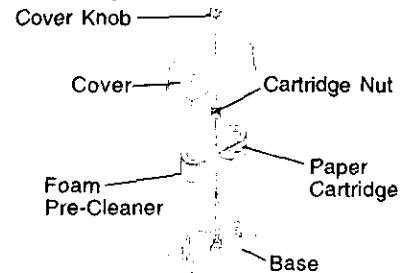 Cover Knob
Cover
Cartridge Nut
Foam
Pre-Cleaner
Paper
Cartridge
Base